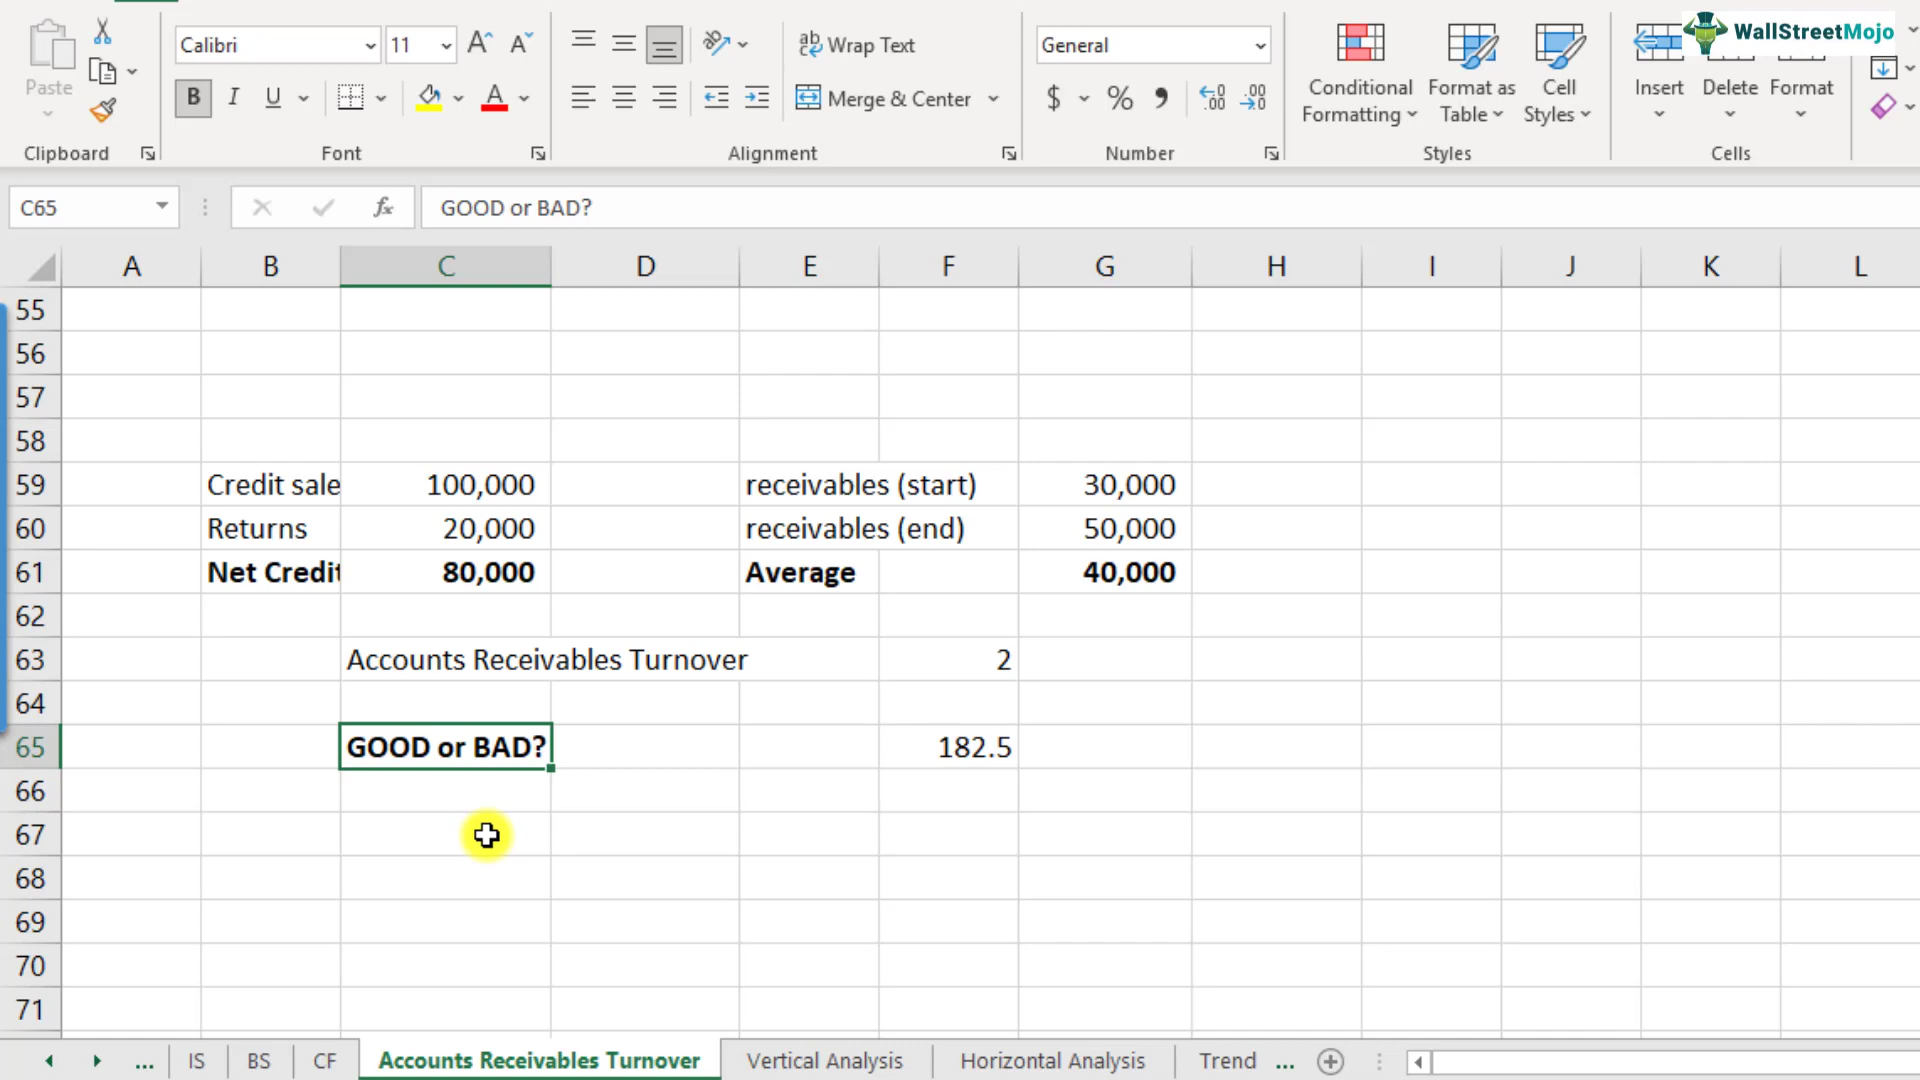 WallStreetMojo
Calibri
11
Wrap Text
General
Paste
B I U
A
Merge & Center
$ % 9
Conditional Formatting
Format as Table
Cell Styles
Insert
Delete
Format
Clipboard
Font
Alignment
Number
Styles
Cells
C65
fx
GOOD or BAD?
A B C D E F G H I J K L
55
56
57
58
59 Credit sale 100,000 receivables (start) 30,000
60 Returns 20,000 receivables (end) 50,000
61 Net Credit 80,000 Average 40,000
62
63 Accounts Receivables Turnover 2
64
65 GOOD or BAD? 182.5
66
67
68
69
70
71
... IS BS CF Accounts Receivables Turnover Vertical Analysis Horizontal Analysis Trend ...